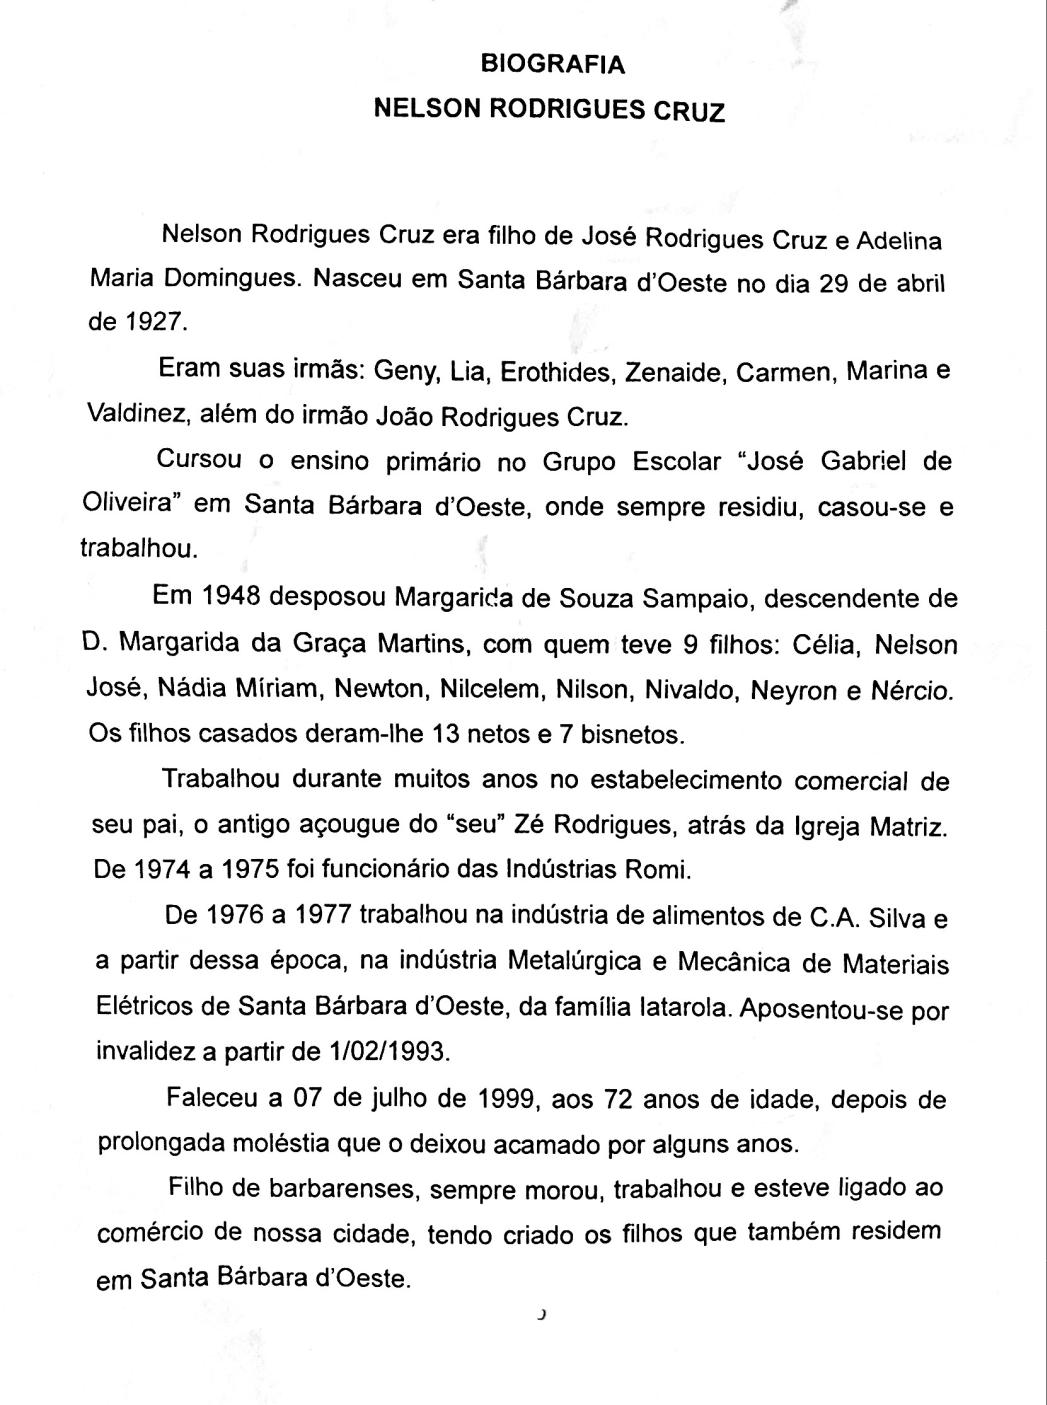 BIOGRAFIA
NELSON RODRIGUES CRUZ
Nelson Rodrigues Cruz era filho de José Rodrigues Cruz e Adelina
Maria Domingues. Nasceu em Santa Bárbara d'Oeste no dia 29 de abril
de 1927.
Eram suas irmãs: Geny, Lia, Erothides, Zenaide, Carmen, Marina e
Valdinez, além do irmão João Rodrigues Cruz.
Cursou o ensino primário no Grupo Escolar “José Gabriel de
Oliveira” em Santa Bárbara d'Oeste, onde sempre residiu, casou-se e
trabalhou.
Em 1948 desposou Margarida de Souza Sampaio, descendente de
D. Margarida da Graça Martins, com quem teve 9 filhos: Célia, Nelson
José, Nádia Míriam, Newton, Nilcelem, Nilson, Nivaldo, Neyron e Nércio.
Os filhos casados deram-lhe 13 netos e 7 bisnetos.
Trabalhou durante muitos anos no estabelecimento comercial de
seu pai, o antigo açougue do “seu” Zé Rodrigues, atrás da Igreja Matriz.
De 1974 a 1975 foi funcionário das Indústrias Romi.
De 1976 a 1977 trabalhou na indústria de alimentos de C.A. Silva e
a partir dessa época, na indústria Metalúrgica e Mecânica de Materiais
Elétricos de Santa Bárbara d'Oeste, da família Iatarola. Aposentou-se por
invalidez a partir de 1/02/1993.
Faleceu a 07 de julho de 1999, aos 72 anos de idade, depois de
prolongada moléstia que o deixou acamado por alguns anos.
Filho de barbarenses, sempre morou, trabalhou e esteve ligado ao
comércio de nossa cidade, tendo criado os filhos que também residem
em Santa Bárbara d'Oeste.